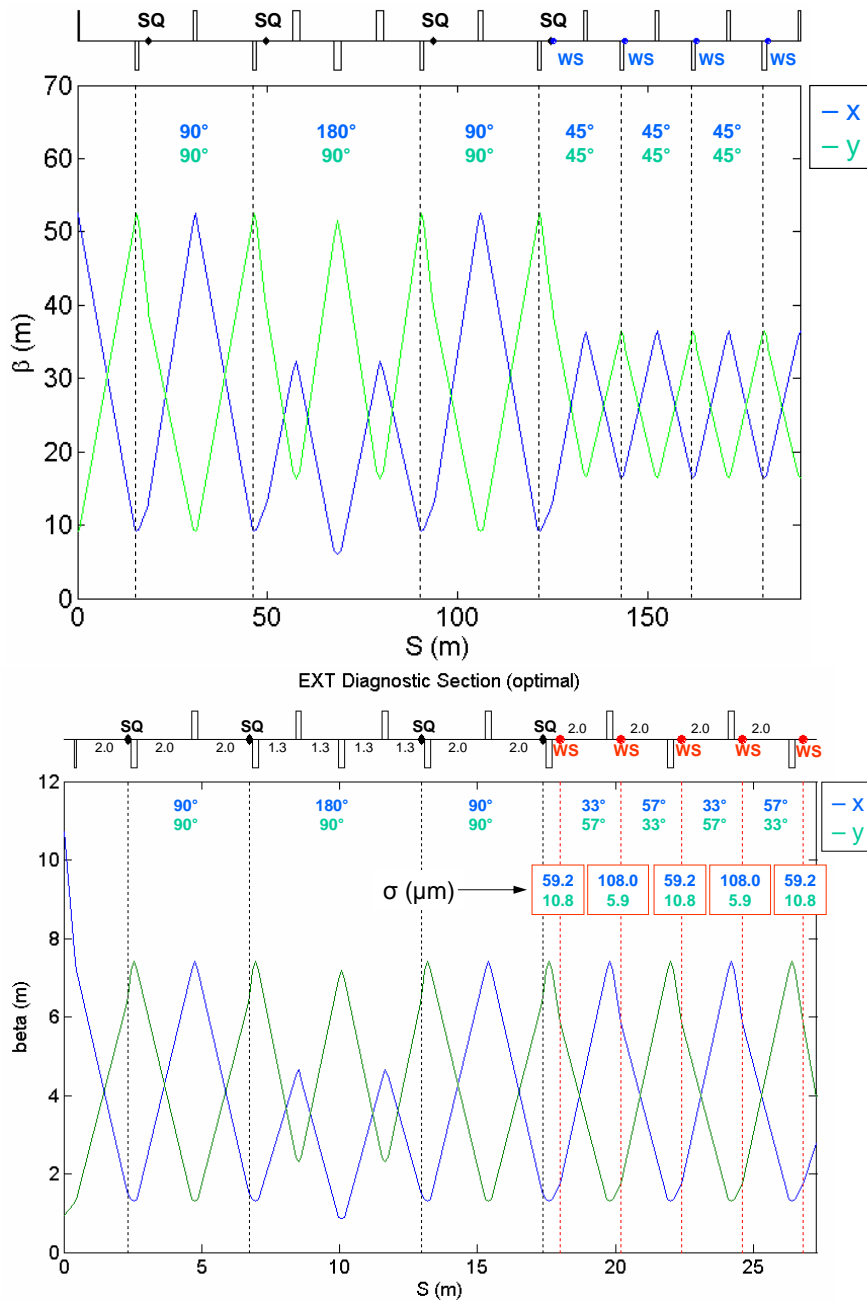 SQ SQ SQ SQ
WS WS WS WS
70
60
50
40
30
20
10
0
β (m)
90° 180° 90° 45° 45° 45°
90° 90° 90° 45° 45° 45°
– x
– y
0 50 100 150
S (m)
EXT Diagnostic Section (optimal)
SQ SQ SQ SQ 2.0 2.0 2.0 2.0
2.0 2.0 2.0 1.3 1.3 1.3 1.3 2.0 2.0 WS WS WS WS WS
12
10
8
6
4
2
0
beta (m)
90° 180° 90° 33° 57° 33° 57°
90° 90° 90° 57° 33° 57° 33°
– x
– y
σ (μm)
59.2 108.0 59.2 108.0 59.2
10.8 5.9 10.8 5.9 10.8
0 5 10 15 20 25
S (m)